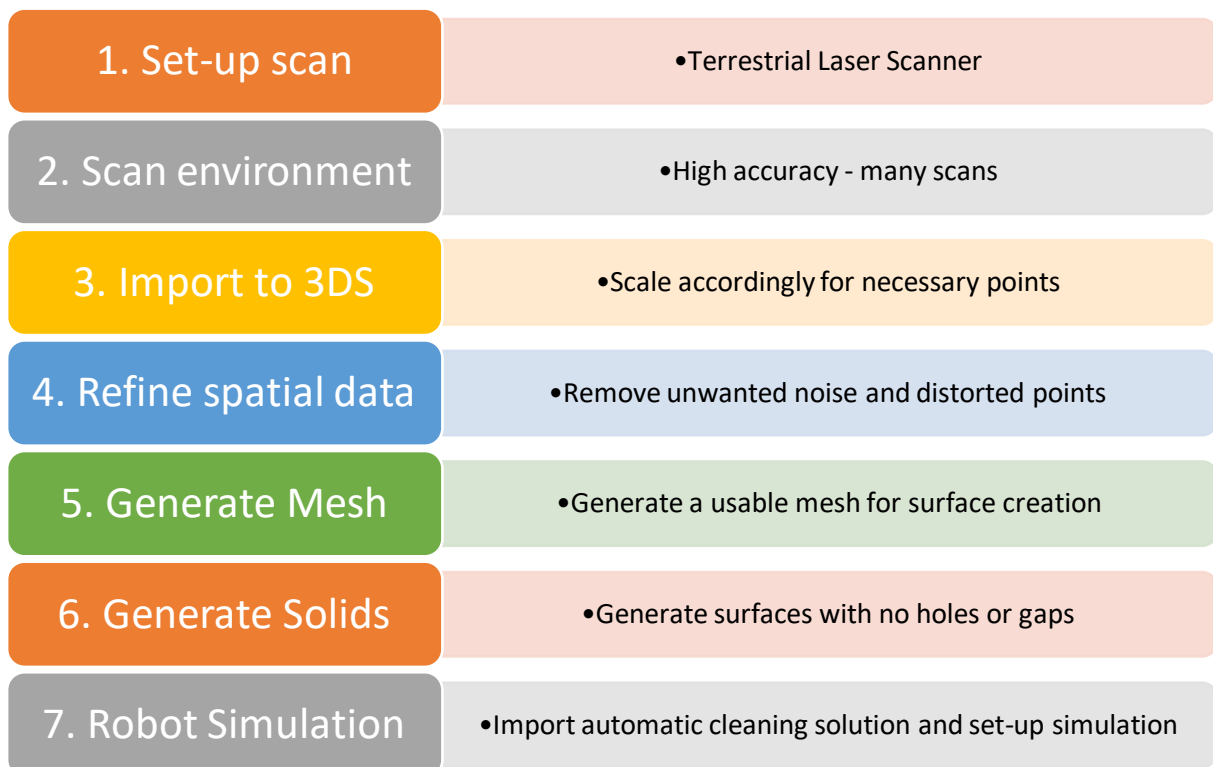 1. Set-up scan
•Terrestrial Laser Scanner
2. Scan environment
•High accuracy - many scans
3. Import to 3DS
•Scale accordingly for necessary points
4. Refine spatial data
•Remove unwanted noise and distorted points
5. Generate Mesh
•Generate a usable mesh for surface creation
6. Generate Solids
•Generate surfaces with no holes or gaps
7. Robot Simulation
•Import automatic cleaning solution and set-up simulation